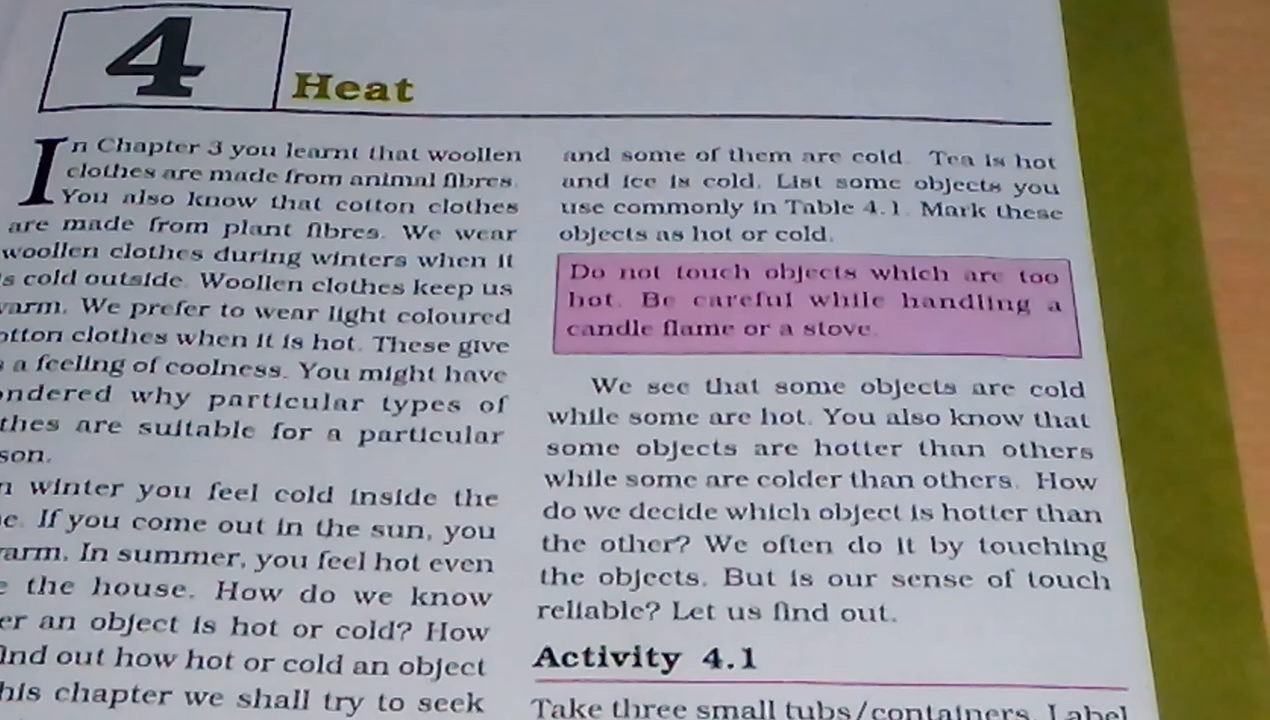 4
Heat
In Chapter 3 you learnt that woollen
clothes are made from animal fibres.
You also know that cotton clothes
are made from plant fibres. We wear
woollen clothes during winters when it
s cold outside. Woollen clothes keep us
varm. We prefer to wear light coloured
otton clothes when it is hot. These give
s a feeling of coolness. You might have
ondered why particular types of
thes are suitable for a particular
son.
n winter you feel cold inside the
e. If you come out in the sun, you
arm. In summer, you feel hot even
e the house. How do we know
er an object is hot or cold? How
ind out how hot or cold an object
his chapter we shall try to seek
and some of them are cold. Tea is hot
and ice is cold. List some objects you
use commonly in Table 4.1. Mark these
objects as hot or cold.
Do not touch objects which are too
hot. Be careful while handling a
candle flame or a stove.
We see that some objects are cold
while some are hot. You also know that
some objects are hotter than others
while some are colder than others. How
do we decide which object is hotter than
the other? We often do it by touching
the objects. But is our sense of touch
reliable? Let us find out.
Activity 4.1
Take three small tubs/containers. Label